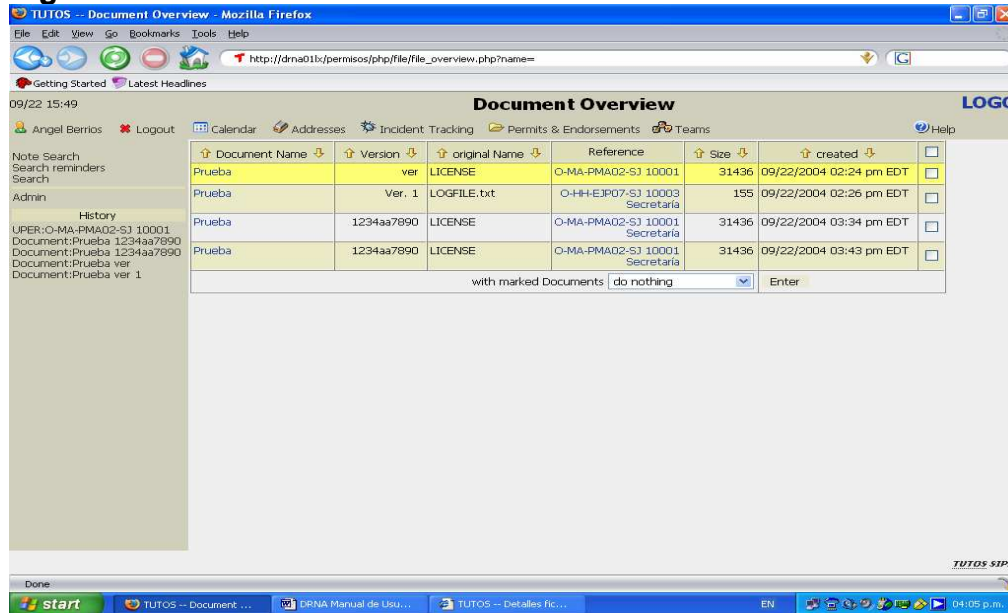 TUTOS -- Document Overview - Mozilla Firefox
File Edit View Go Bookmarks Tools Help
http://drna01lx/permisos/php/file/file_overview.php?name=
Getting Started Latest Headlines
09/22 15:49 Document Overview LOGO
Angel Berrios Logout Calendar Addresses Incident Tracking Permits & Endorsements Teams Help
Note Search
Search reminders
Search
Admin
History
UPER:O-MA-PMA02-SJ 10001
Document:Prueba 1234aa7890
Document:Prueba 1234aa7890
Document:Prueba ver
Document:Prueba ver 1
Document Name Version original Name Reference Size created
Prueba ver LICENSE O-MA-PMA02-SJ 10001 31436 09/22/2004 02:24 pm EDT
Prueba Ver. 1 LOGFILE.txt O-HH-EJP07-SJ 10003 155 09/22/2004 02:26 pm EDT
Secretaría
Prueba 1234aa7890 LICENSE O-MA-PMA02-SJ 10001 31436 09/22/2004 03:34 pm EDT
Secretaría
Prueba 1234aa7890 LICENSE O-MA-PMA02-SJ 10001 31436 09/22/2004 03:43 pm EDT
Secretaría
with marked Documents do nothing Enter
TUTOS SIP
Done
start TUTOS -- Document ... DRNA Manual de Usu... TUTOS -- Detalles fic... EN 04:05 p.m.